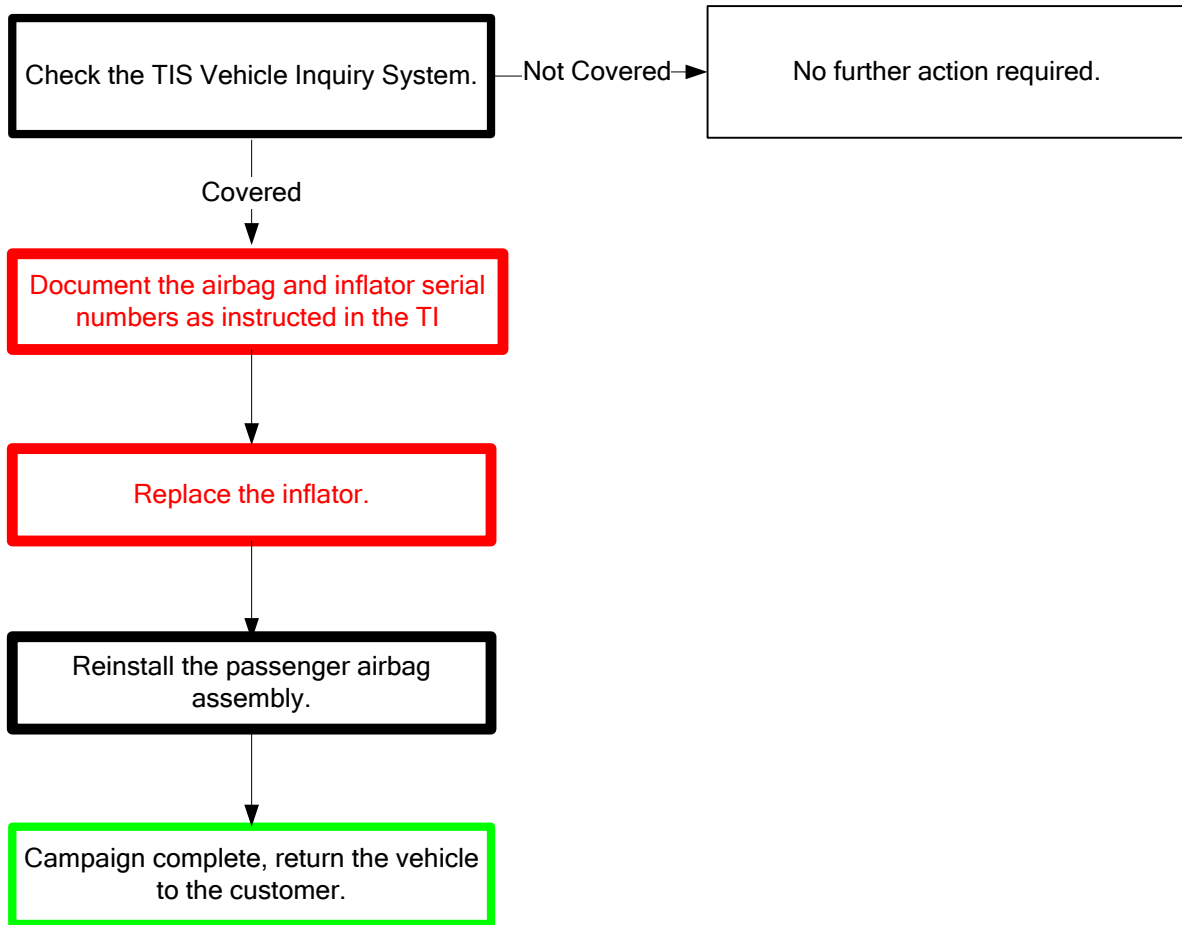 Check the TIS Vehicle Inquiry System.
Not Covered
No further action required.
Covered
Document the airbag and inflator serial
numbers as instructed in the TI
Replace the inflator.
Reinstall the passenger airbag
assembly.
Campaign complete, return the vehicle
to the customer.